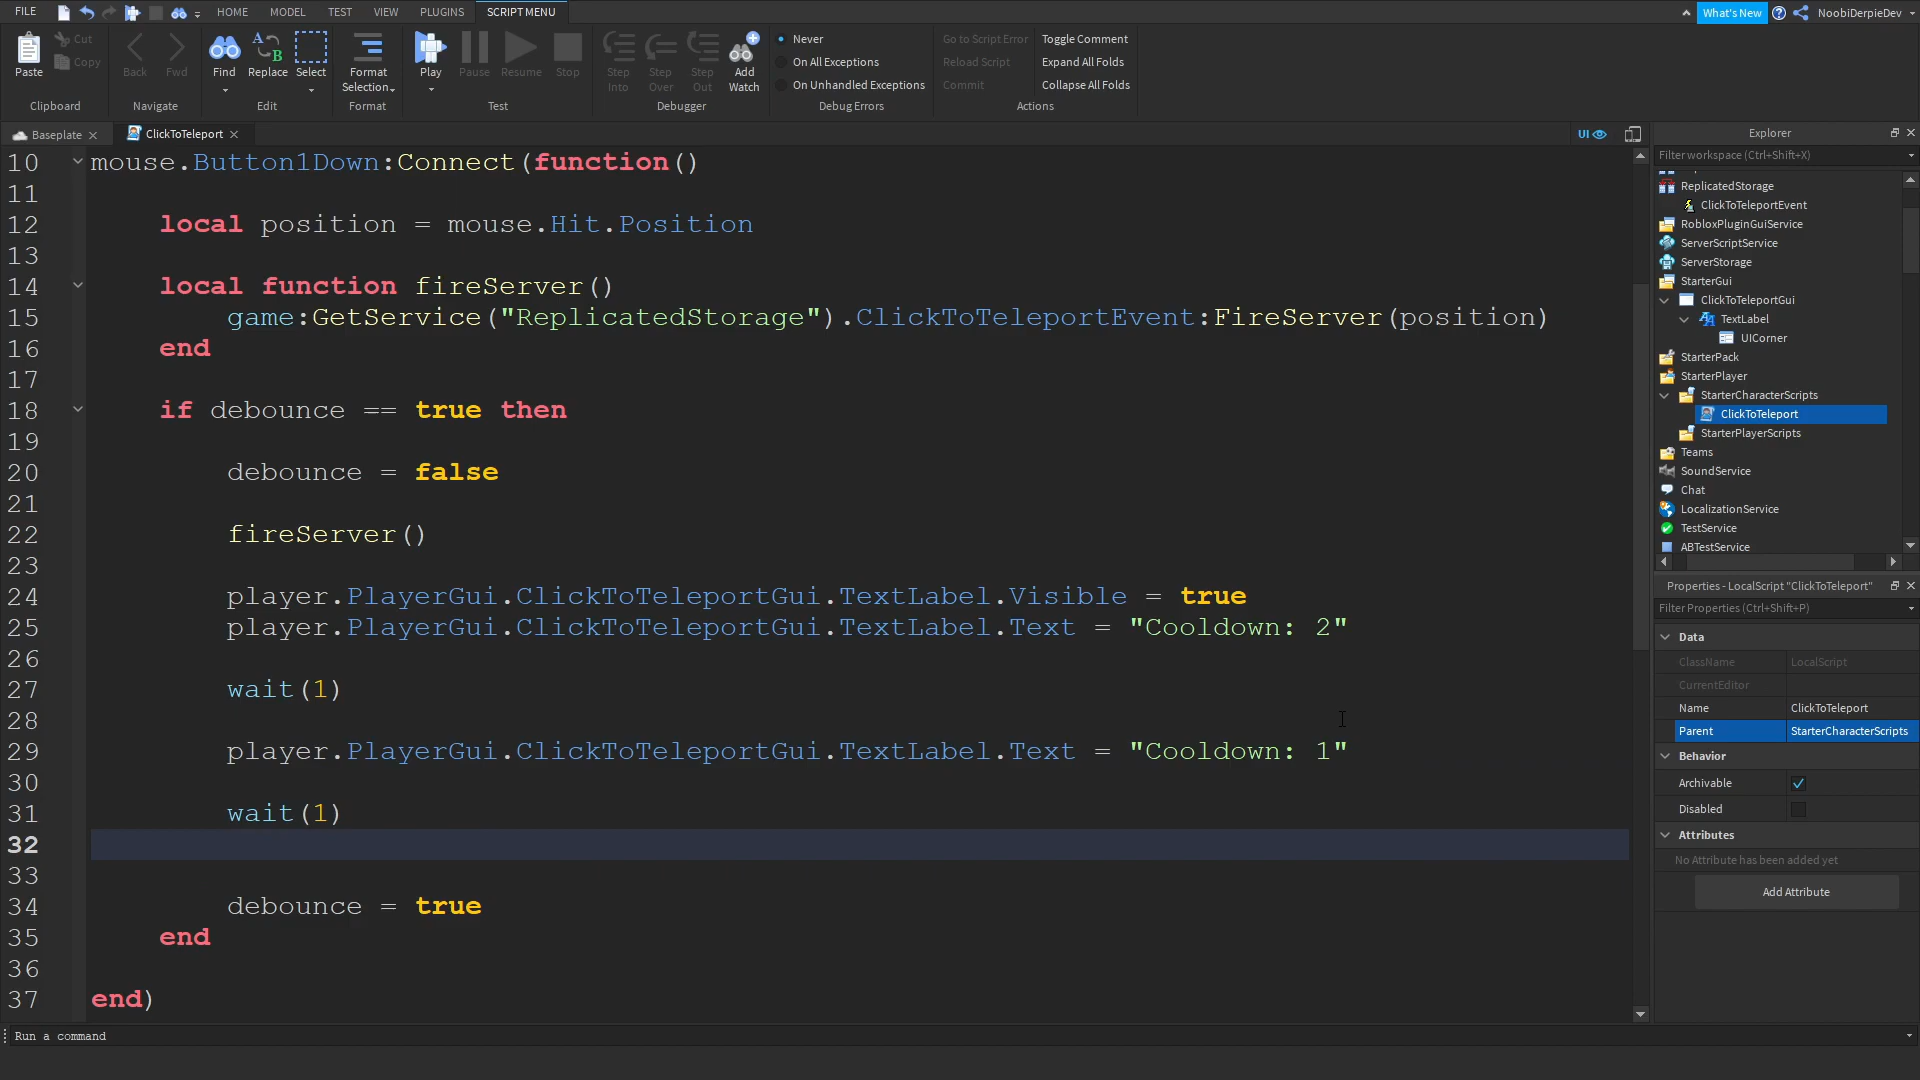 FILE HOME MODEL TEST VIEW PLUGINS SCRIPT MENU What's New NoobiDerpieDev
Paste Cut Copy
Clipboard
Back Fwd
Navigate
Find Replace Select
Edit
Format Selection
Format
Play Pause Resume Stop
Test
Step Into Step Over Step Out Add Watch
Debugger
Never
On All Exceptions
On Unhandled Exceptions
Debug Errors
Go to Script Error
Reload Script
Commit
Toggle Comment
Expand All Folds
Collapse All Folds
Actions
Baseplate ClickToTeleport UI
10 mouse.Button1Down:Connect(function()
11
12 local position = mouse.Hit.Position
13
14 local function fireServer()
15 game:GetService("ReplicatedStorage").ClickToTeleportEvent:FireServer(position)
16 end
17
18 if debounce == true then
19
20 debounce = false
21
22 fireServer()
23
24 player.PlayerGui.ClickToTeleportGui.TextLabel.Visible = true
25 player.PlayerGui.ClickToTeleportGui.TextLabel.Text = "Cooldown: 2"
26
27 wait(1)
28
29 player.PlayerGui.ClickToTeleportGui.TextLabel.Text = "Cooldown: 1"
30
31 wait(1)
32
33
34 debounce = true
35 end
36
37 end)
Run a command
Explorer
Filter workspace (Ctrl+Shift+X)
ReplicatedStorage
ClickToTeleportEvent
RobloxPluginGuiService
ServerScriptService
ServerStorage
StarterGui
ClickToTeleportGui
TextLabel
UICorner
StarterPack
StarterPlayer
StarterCharacterScripts
ClickToTeleport
StarterPlayerScripts
Teams
SoundService
Chat
LocalizationService
TestService
ABTestService
Properties - LocalScript "ClickToTeleport"
Filter Properties (Ctrl+Shift+P)
Data
ClassName LocalScript
CurrentEditor
Name ClickToTeleport
Parent StarterCharacterScripts
Behavior
Archivable
Disabled
Attributes
No Attribute has been added yet
Add Attribute